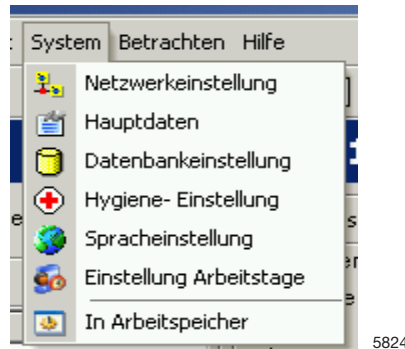 System Betrachten Hilfe
Netzwerkeinstellung
Hauptdaten
Datenbankeinstellung
Hygiene- Einstellung
Spracheinstellung
Einstellung Arbeitstage
In Arbeitspeicher
5824